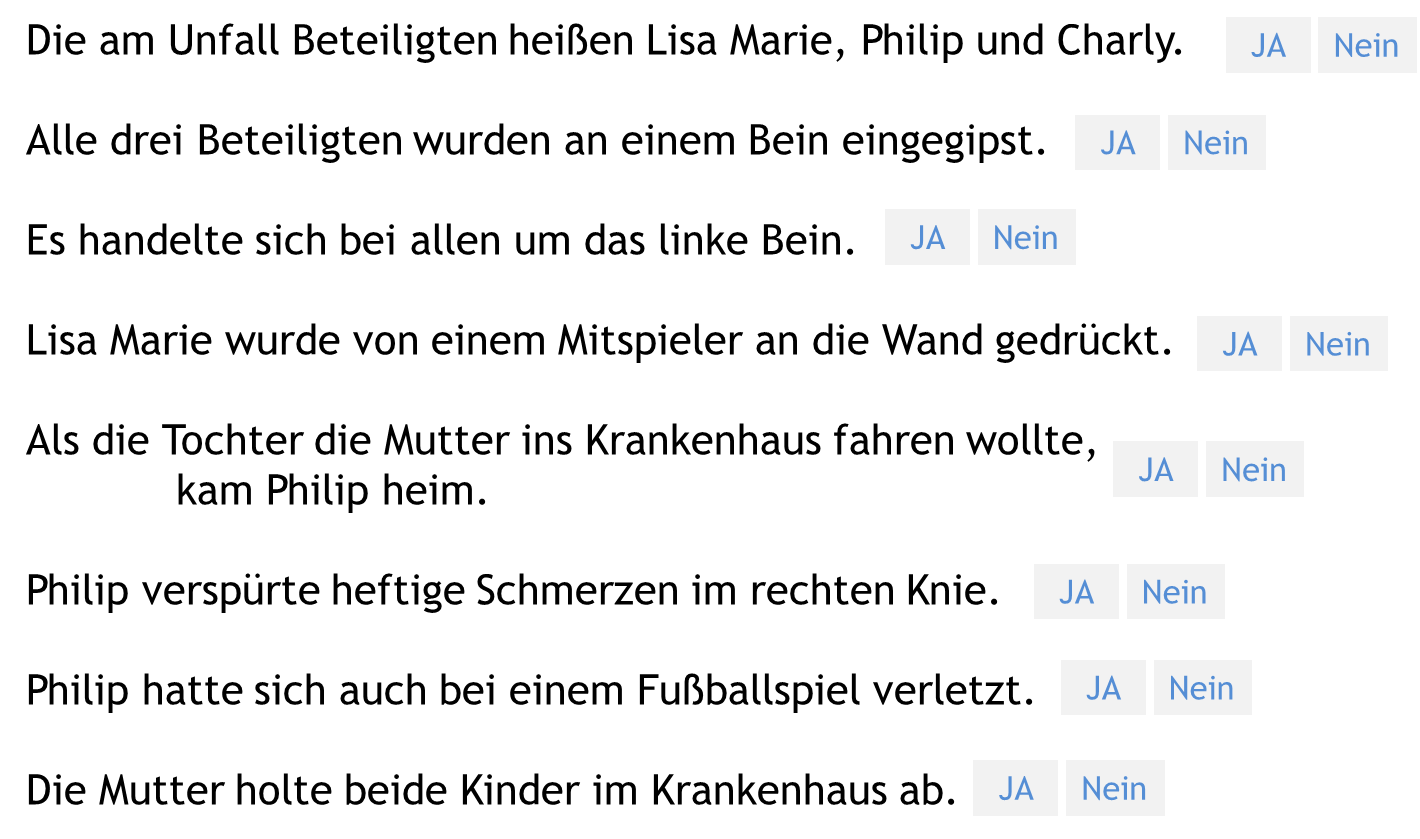 Die am Unfall Beteiligten heißen Lisa Marie, Philip und Charly. JA Nein
Alle drei Beteiligten wurden an einem Bein eingegipst. JA Nein
Es handelte sich bei allen um das linke Bein. JA Nein
Lisa Marie wurde von einem Mitspieler an die Wand gedrückt. JA Nein
Als die Tochter die Mutter ins Krankenhaus fahren wollte,
kam Philip heim. JA Nein
Philip verspürte heftige Schmerzen im rechten Knie. JA Nein
Philip hatte sich auch bei einem Fußballspiel verletzt. JA Nein
Die Mutter holte beide Kinder im Krankenhaus ab. JA Nein